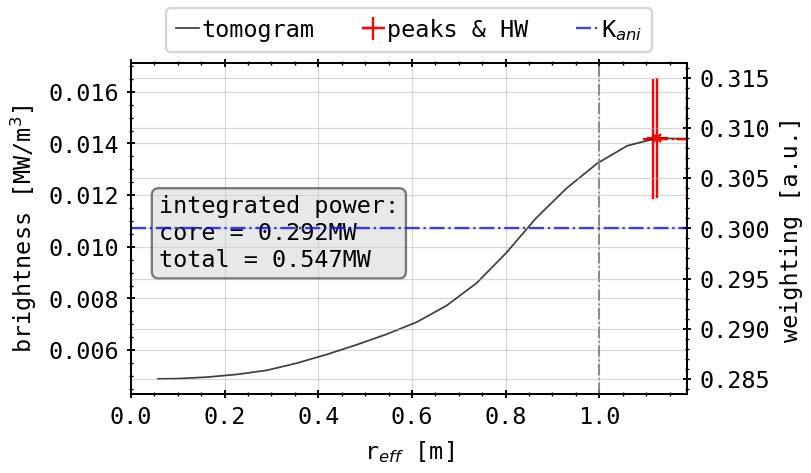 tomogram peaks & HW K_ani
0.016 0.315
0.014 0.310
0.012 0.305
0.010 0.300
0.008 0.295
0.006 0.290
0.285
brightness [MW/m³]
weighting [a.u.]
integrated power:
core = 0.292MW
total = 0.547MW
0.0 0.2 0.4 0.6 0.8 1.0
r_eff [m]